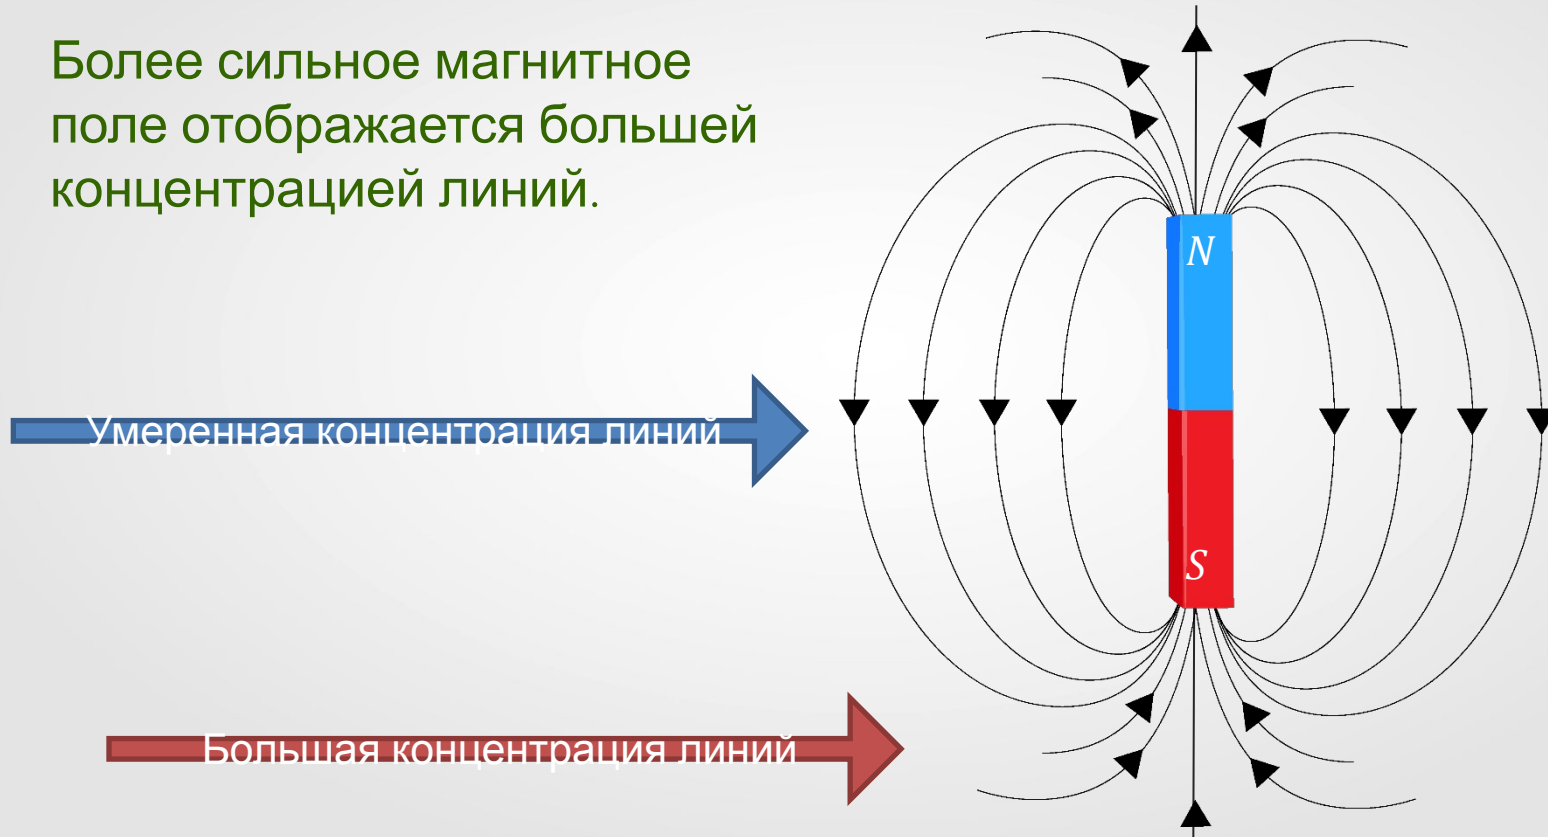 Более сильное магнитное
поле отображается большей
концентрацией линий.
N
Умеренная концентрация линий
S
Большая концентрация линий